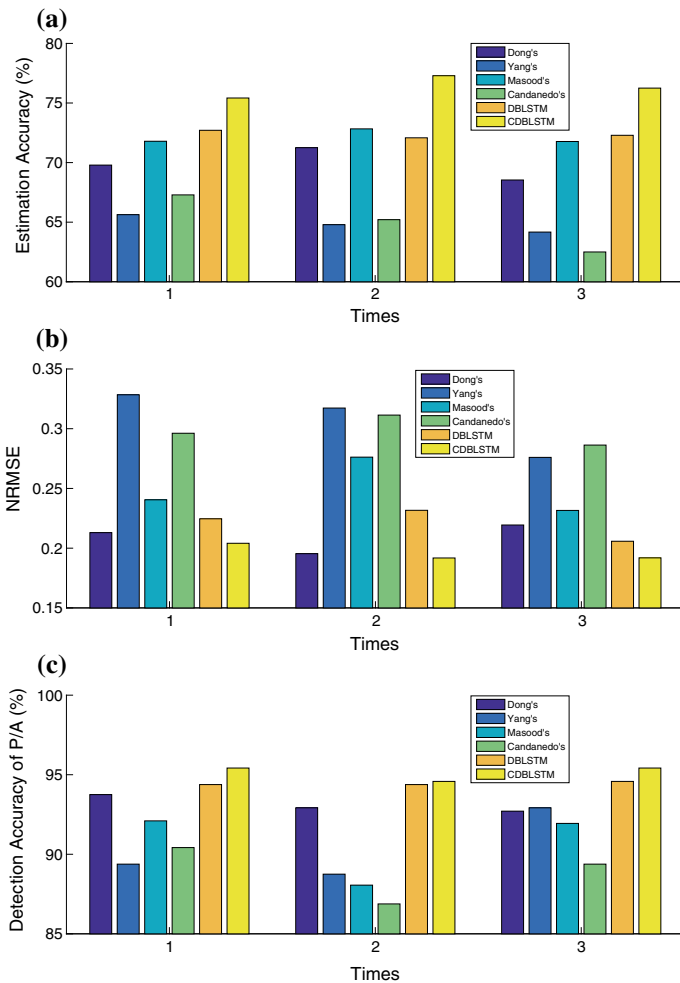 (a)
80
75
70
65
60
Estimation Accuracy (%)
Dong's
Yang's
Masood's
Candanedo's
DBLSTM
CDBLSTM
1 2 3
Times
(b)
0.35
0.3
0.25
0.2
0.15
NRMSE
Dong's
Yang's
Masood's
Candanedo's
DBLSTM
CDBLSTM
1 2 3
Times
(c)
100
95
90
85
Detection Accuracy of P/A (%)
Dong's
Yang's
Masood's
Candanedo's
DBLSTM
CDBLSTM
1 2 3
Times